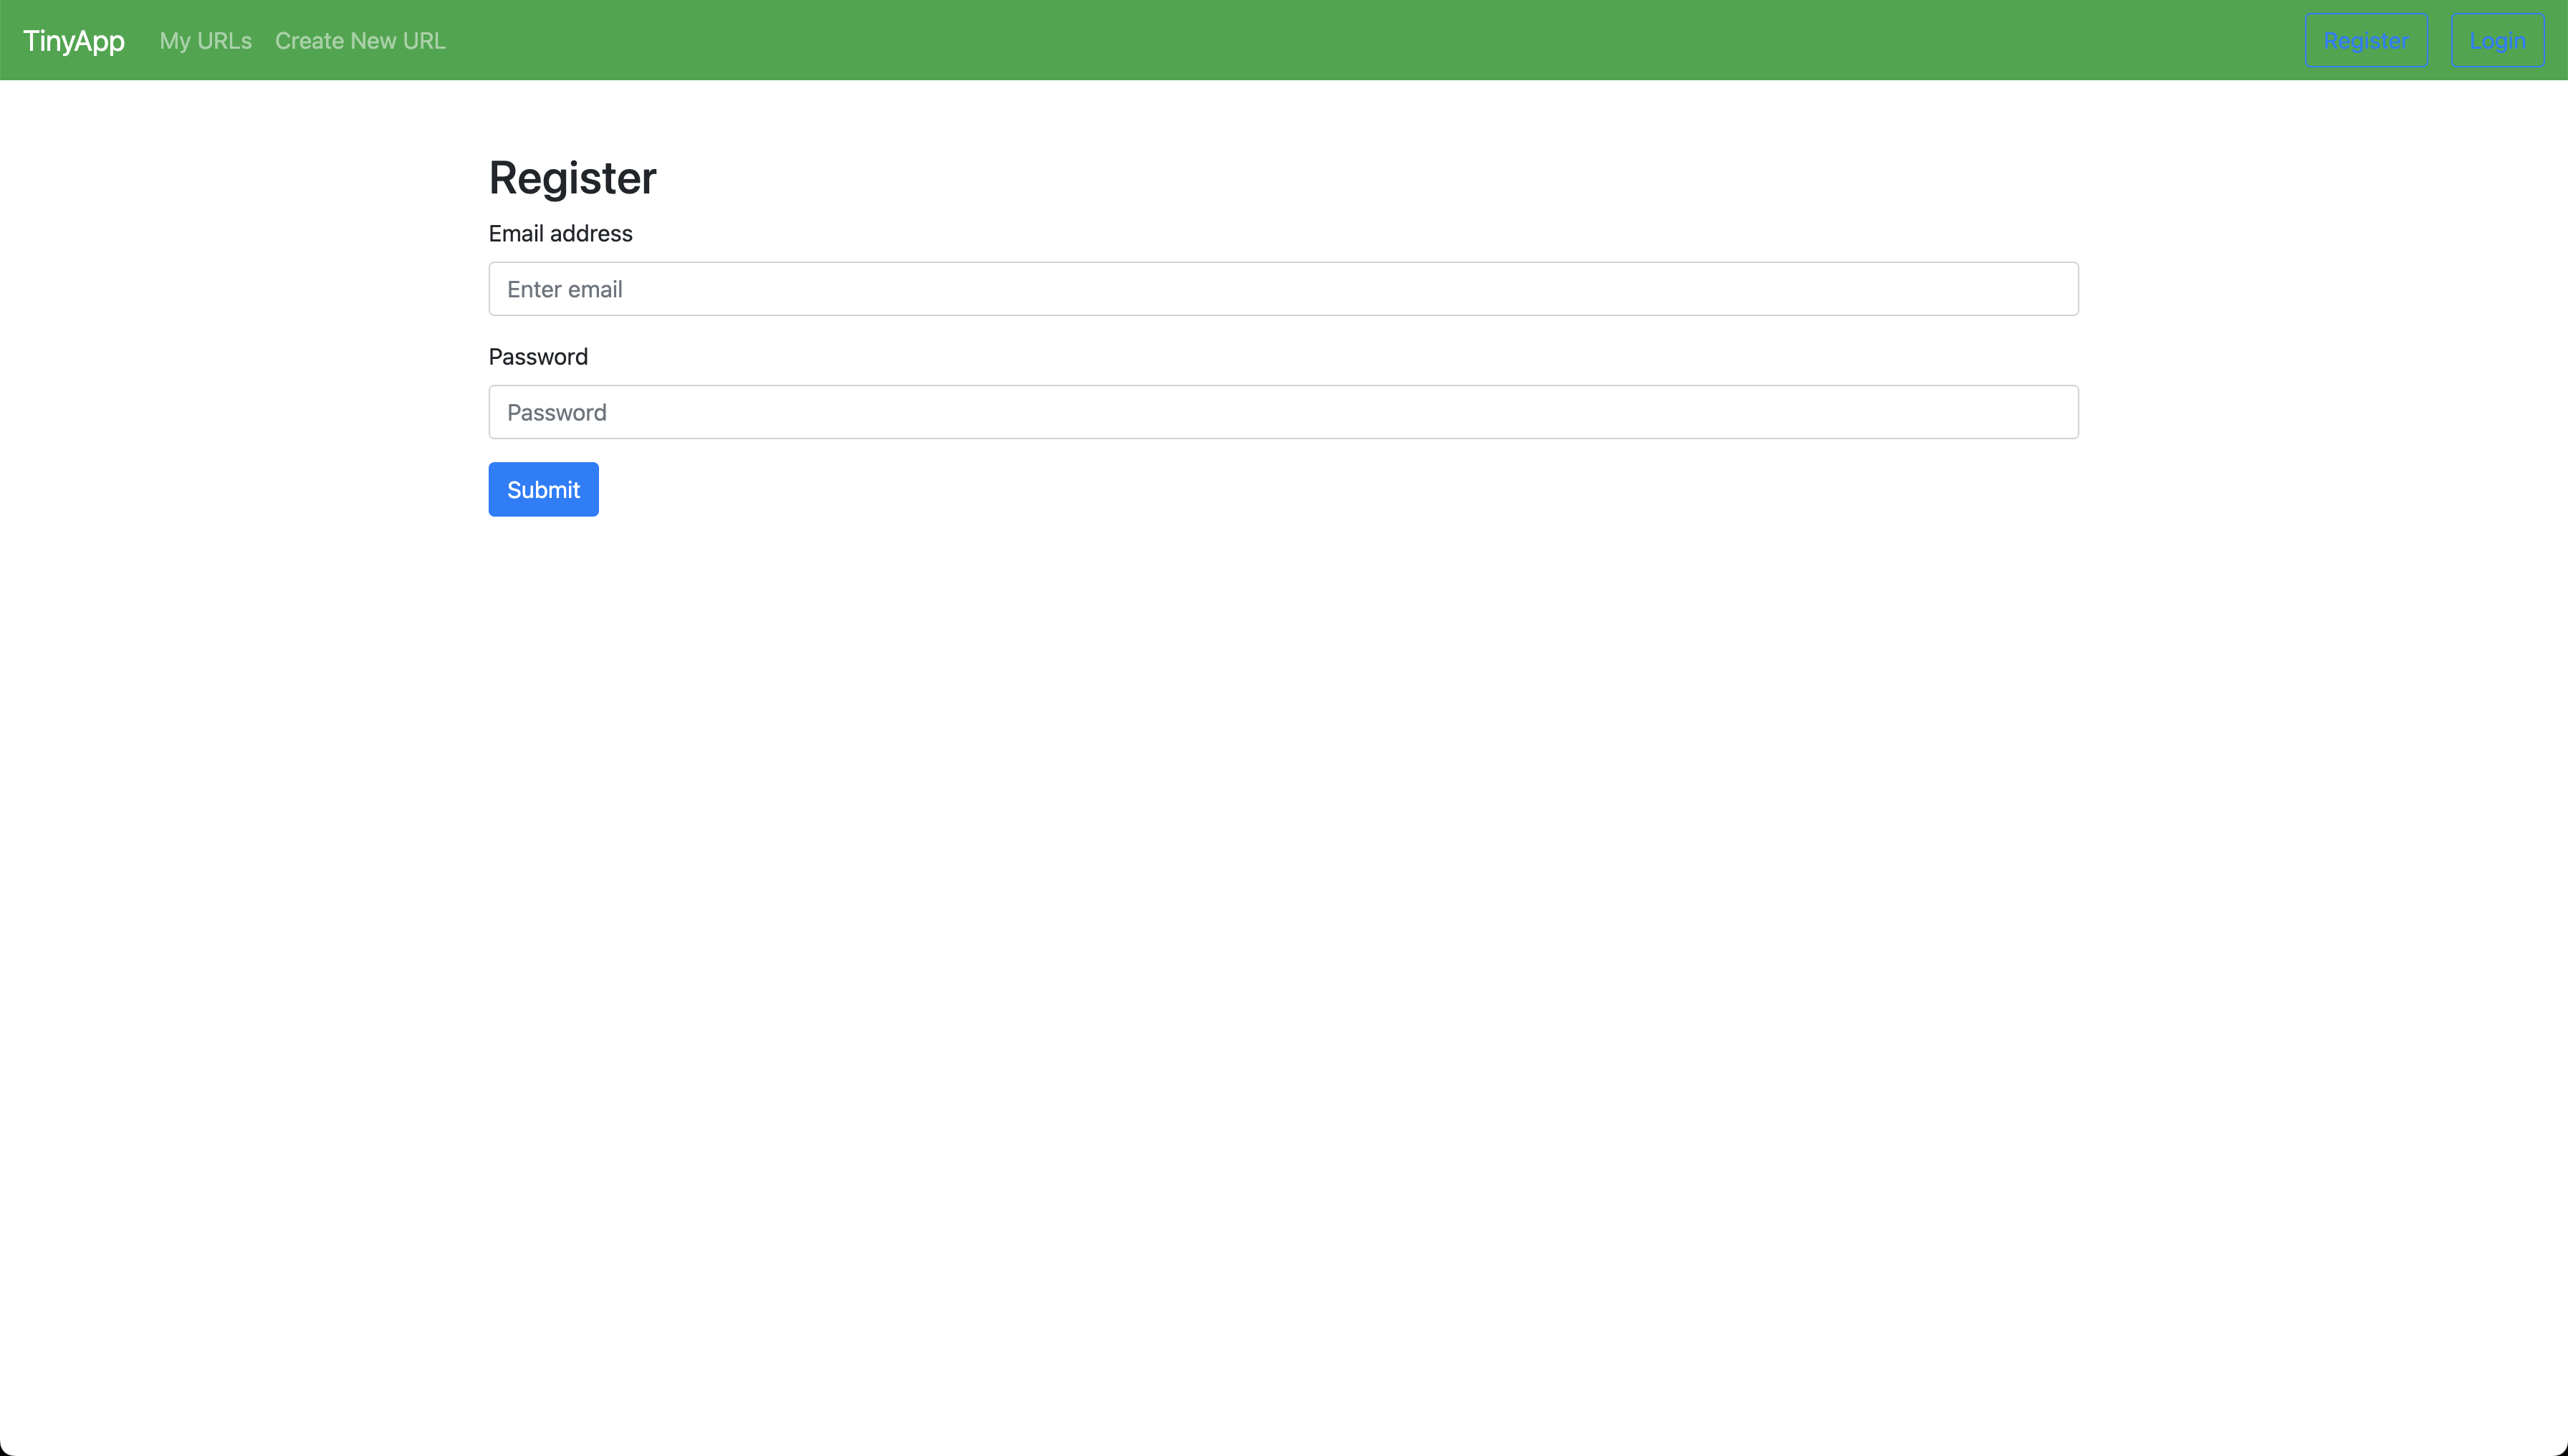 TinyApp My URLs Create New URL Register Login
Register
Email address
Enter email
Password
Password
Submit